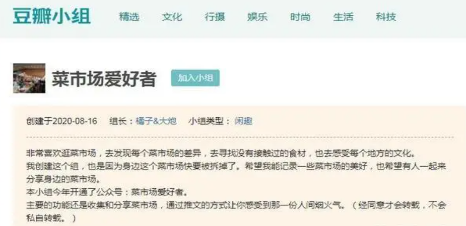 豆瓣小组 精选 文化 行摄 娱乐 时尚 生活 科技
菜市场爱好者 加入小组
创建于2020-08-16 组长：橘子&大炮 小组类型： 闲趣
非常喜欢逛菜市场，去发现每个菜市场的差异，去寻找没有接触过的食材，也去感受每个地方的文化。
我创建这个组，也是因为身边这个菜市场快要被拆掉了。希望我能记录一些菜市场的美好，也希望有人一起来
分享身边的菜市场。
本小组今年开通了公众号：菜市场爱好者。
主要的功能还是收集和分享菜市场，通过推文的方式让你感受到那一份人间烟火气。（经同意才会转载，不会
私自转载。）